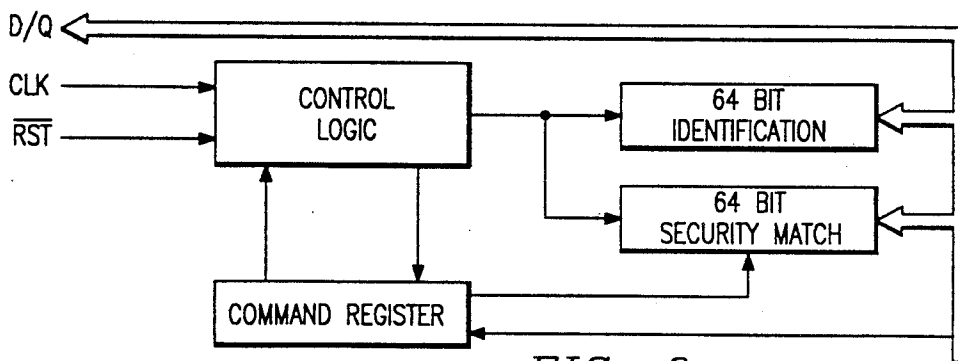 D/Q
CLK
RST
CONTROL
LOGIC
64 BIT
IDENTIFICATION
64 BIT
SECURITY MATCH
COMMAND REGISTER